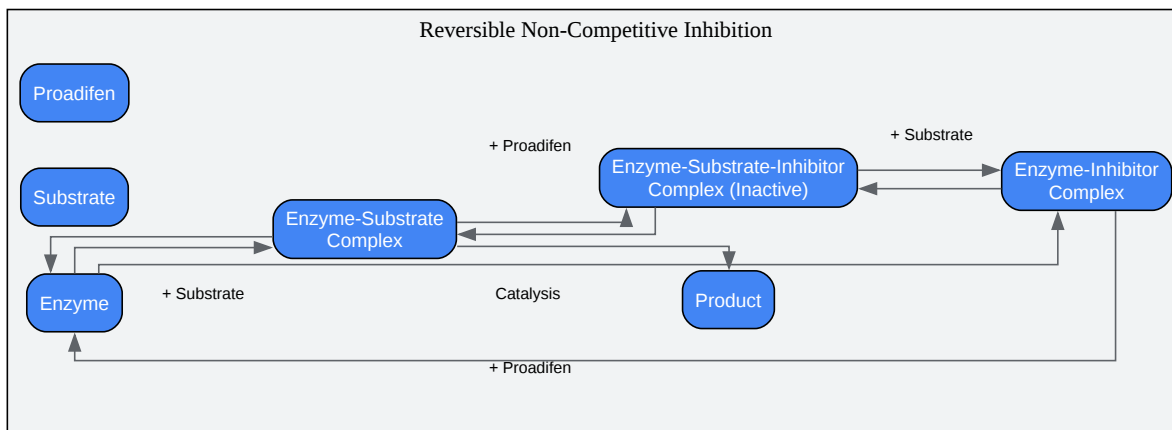 Reversible Non-Competitive Inhibition
Proadifen
+ Proadifen
+ Substrate
Enzyme-Substrate-Inhibitor
Complex (Inactive)
Enzyme-Inhibitor
Complex
Substrate
Enzyme-Substrate
Complex
Enzyme
+ Substrate
Catalysis
Product
+ Proadifen